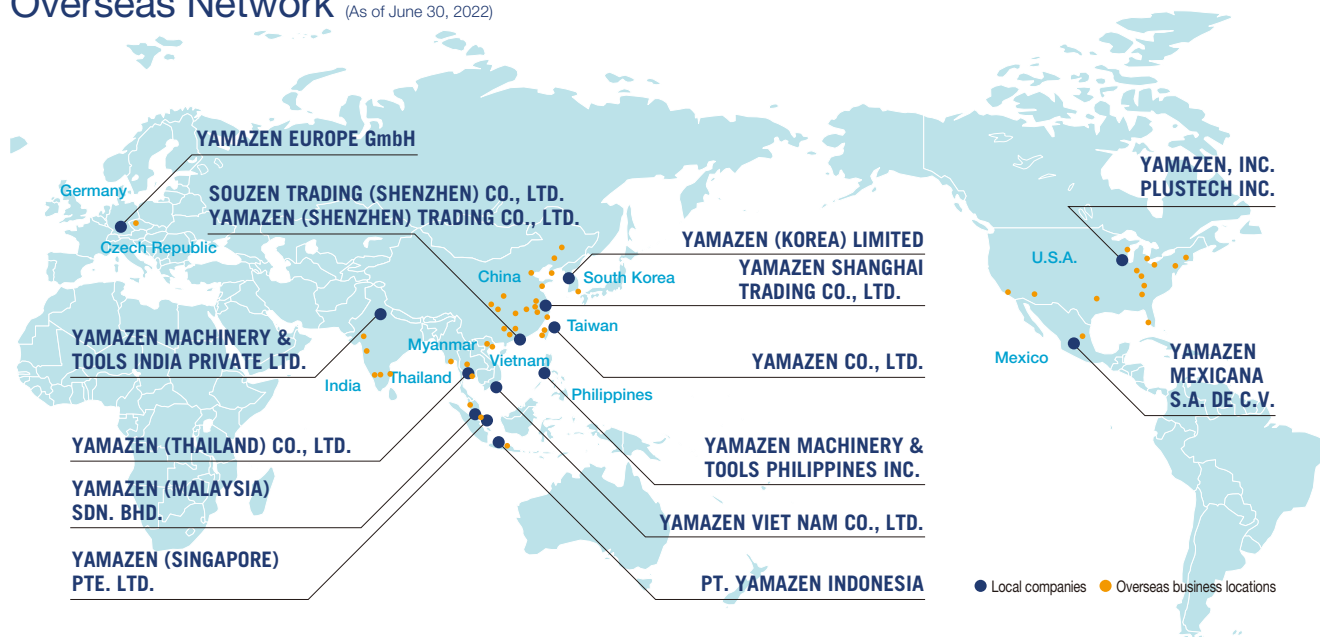 Overseas Network (As of June 30, 2022)
YAMAZEN EUROPE GmbH
Germany
Czech Republic
SOUZEN TRADING (SHENZHEN) CO., LTD.
YAMAZEN (SHENZHEN) TRADING CO., LTD.
YAMAZEN, INC.
PLUSTECH INC.
YAMAZEN (KOREA) LIMITED
YAMAZEN SHANGHAI
TRADING CO., LTD.
U.S.A.
China
South Korea
Taiwan
YAMAZEN MACHINERY &
TOOLS INDIA PRIVATE LTD.
Myanmar
Vietnam
YAMAZEN CO., LTD.
Mexico
YAMAZEN
MEXICANA
S.A. DE C.V.
India
Thailand
Philippines
YAMAZEN (THAILAND) CO., LTD.
YAMAZEN MACHINERY &
TOOLS PHILIPPINES INC.
YAMAZEN (MALAYSIA)
SDN. BHD.
YAMAZEN VIET NAM CO., LTD.
YAMAZEN (SINGAPORE)
PTE. LTD.
PT. YAMAZEN INDONESIA
Local companies
Overseas business locations